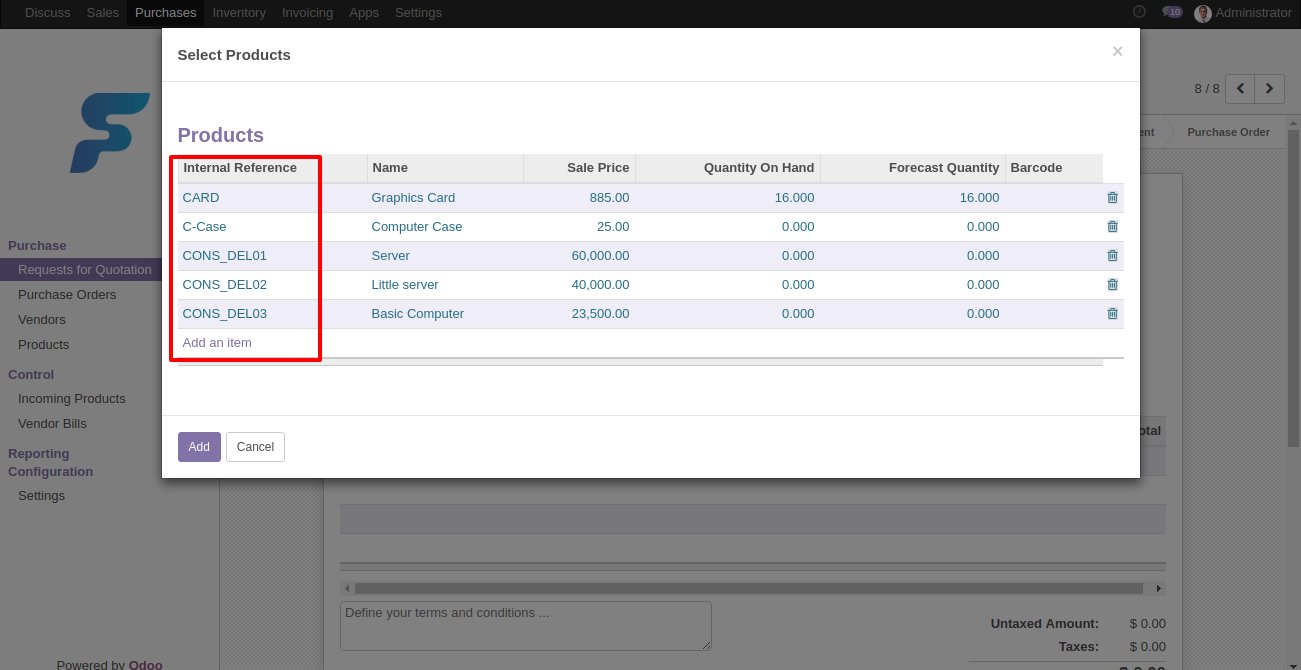 Discuss Sales Purchases Inventory Invoicing Apps Settings 10 Administrator
Select Products ×
8 / 8
Purchase Order
Products
Internal Reference Name Sale Price Quantity On Hand Forecast Quantity Barcode
CARD Graphics Card 885.00 16.000 16.000
C-Case Computer Case 25.00 0.000 0.000
CONS_DEL01 Server 60,000.00 0.000 0.000
CONS_DEL02 Little server 40,000.00 0.000 0.000
CONS_DEL03 Basic Computer 23,500.00 0.000 0.000
Add an item
Add Cancel
Purchase
Requests for Quotation
Purchase Orders
Vendors
Products
Control
Incoming Products
Vendor Bills
Reporting
Configuration
Settings
Define your terms and conditions ...
Untaxed Amount: $ 0.00
Taxes: $ 0.00
Powered by Odoo